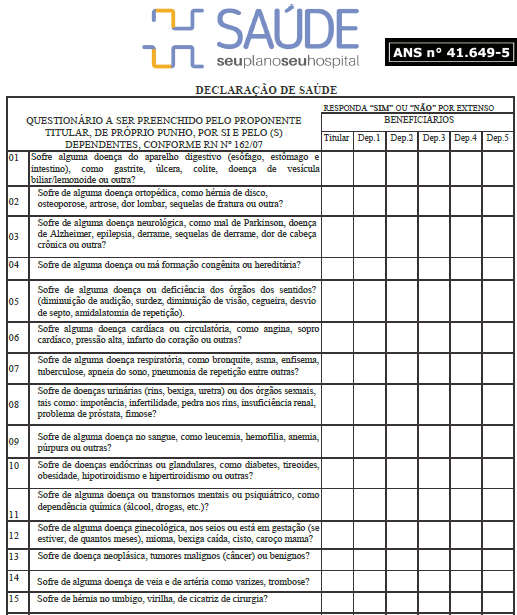 SAÚDE
seuplanoseuhospital
ANS n° 41.649-5
DECLARAÇÃO DE SAÚDE
QUESTIONÁRIO A SER PREENCHIDO PELO PROPONENTE
TITULAR, DE PRÓPRIO PUNHO, POR SI E PELO (S)
DEPENDENTES, CONFORME RN Nº 162/07
RESPONDA “SIM” OU “NÃO” POR EXTENSO
BENEFICIÁRIOS
Titular Dep.1 Dep.2 Dep.3 Dep.4 Dep.5
01 Sofre alguma doença do aparelho digestivo (esôfago, estômago e
intestino), como gastrite, úlcera, colite, doença de vesícula
biliar/lemonoide ou outra?
02 Sofre de alguma doença ortopédica, como hérnia de disco,
osteoporose, artrose, dor lombar, sequelas de fratura ou outra?
03 Sofre de alguma doença neurológica, como mal de Parkinson, doença
de Alzheimer, epilepsia, derrame, sequelas de derrame, dor de cabeça
crônica ou outra?
04 Sofre de alguma doença ou má formação congênita ou hereditária?
05 Sofre de alguma doença ou deficiência dos órgãos dos sentidos?
(diminuição de audição, surdez, diminuição de visão, cegueira, desvio
de septo, amidalatomia de repetição).
06 Sofre alguma doença cardíaca ou circulatória, como angina, sopro
cardíaco, pressão alta, infarto do coração ou outras?
07 Sofre de alguma doença respiratória, como bronquite, asma, enfisema,
tuberculose, apneia do sono, pneumonia de repetição entre outras?
08 Sofre de doenças urinárias (rins, bexiga, uretra) ou dos órgãos sexuais,
tais como: impotência, infertilidade, pedra nos rins, insuficiência renal,
problema de próstata, fimose?
09 Sofre de alguma doença no sangue, como leucemia, hemofilia, anemia,
púrpura ou outras?
10 Sofre de doenças endócrinas ou glandulares, como diabetes, tireoides,
obesidade, hipotiroidismo e hipertiroidismo ou outras?
11 Sofre de alguma doença ou transtornos mentais ou psiquiátrico, como
dependência química (álcool, drogas, etc.)?
12 Sofre de alguma doença ginecológica, nos seios ou está em gestação (se
estiver, de quantos meses), mioma, bexiga caída, cisto, caroço mama?
13 Sofre de doença neoplásica, tumores malignos (câncer) ou benignos?
14 Sofre de alguma doença de veia e de artéria como varizes, trombose?
15 Sofre de hérnia no umbigo, virilha, de cicatriz de cirurgia?